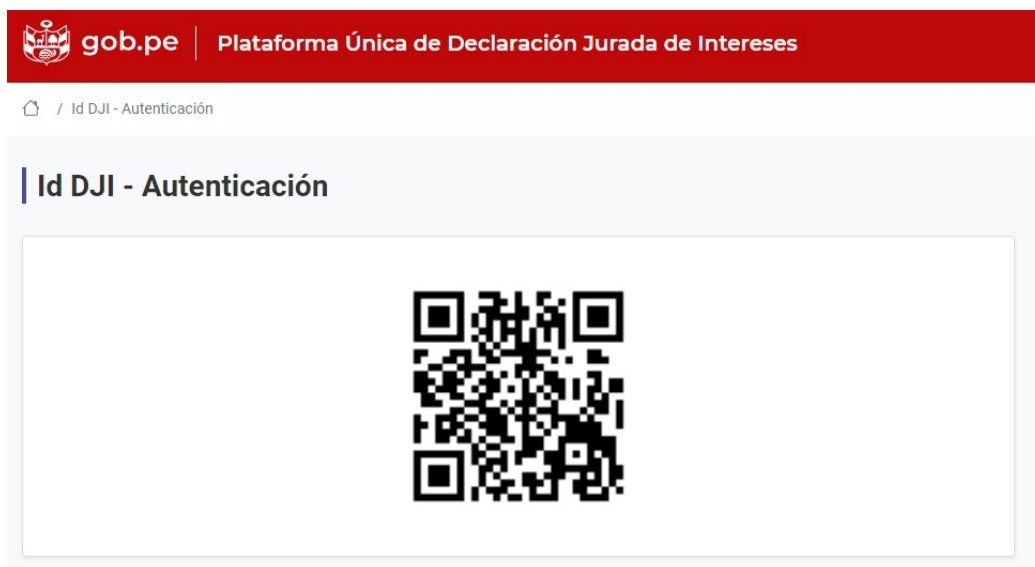 gob.pe | Plataforma Única de Declaración Jurada de Intereses
/ Id DJI - Autenticación
Id DJI - Autenticación